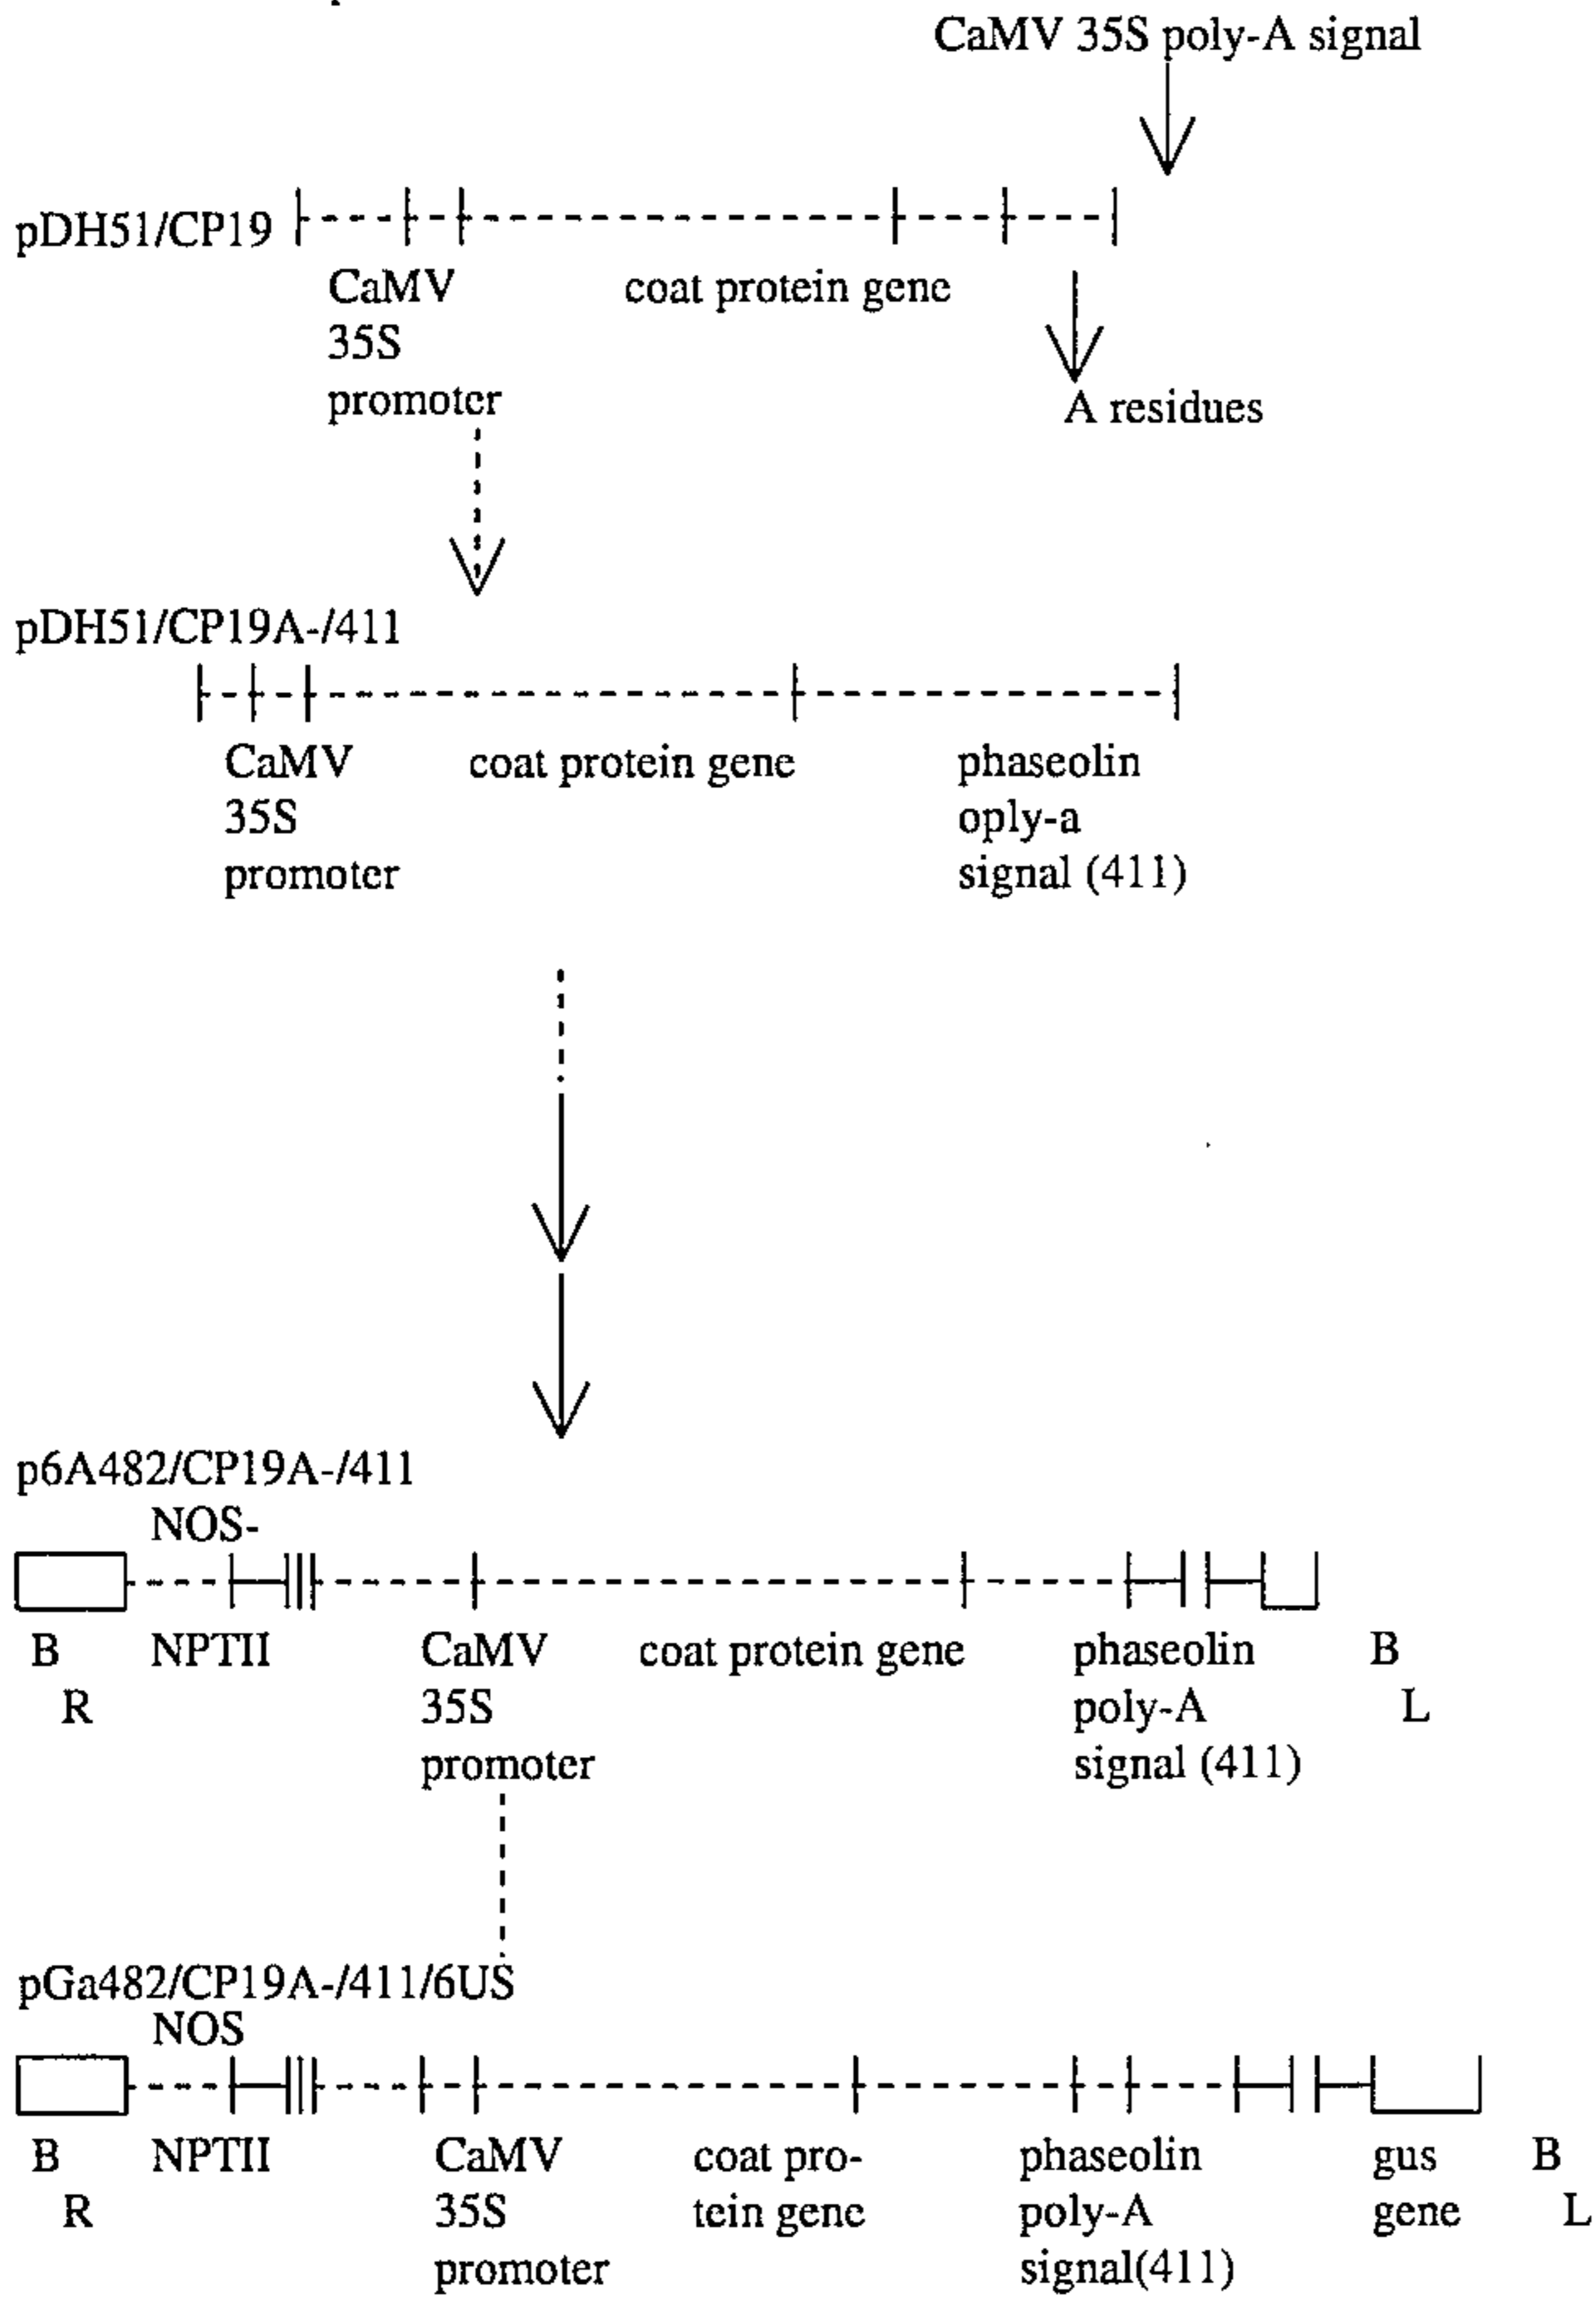 CaMV 35S poly-A signal
pDH51/CP19
CaMV
35S
promoter
coat protein gene
A residues
pDH51/CP19A-/411
CaMV
35S
promoter
coat protein gene
phaseolin
oply-a
signal (411)
p6A482/CP19A-/411
NOS-
B
R
NPTII
CaMV
35S
promoter
coat protein gene
phaseolin
poly-A
signal (411)
B
L
pGa482/CP19A-/411/6US
NOS
B
R
NPTII
CaMV
35S
promoter
coat pro-
tein gene
phaseolin
poly-A
signal(411)
gus
gene
B
L